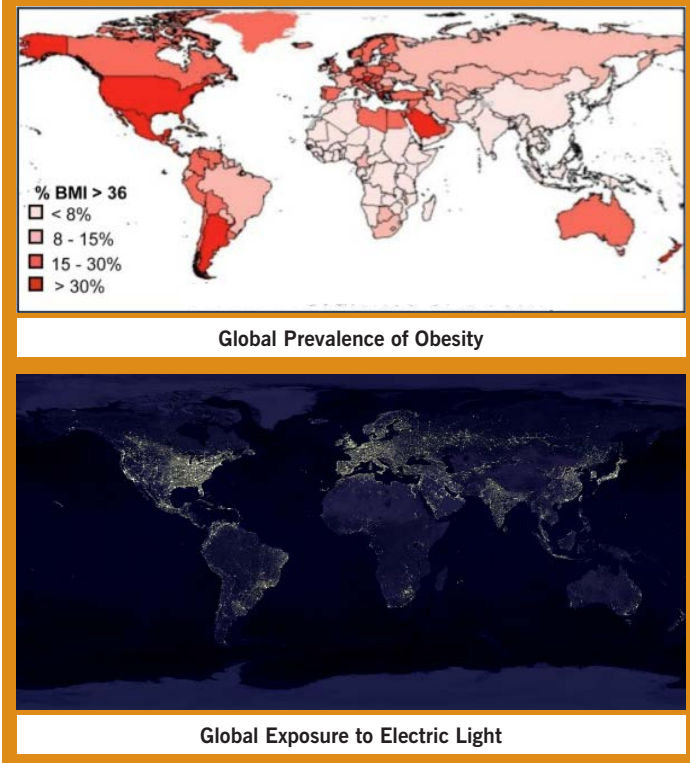 % BMI > 36
< 8%
8 - 15%
15 - 30%
> 30%
Global Prevalence of Obesity
Global Exposure to Electric Light